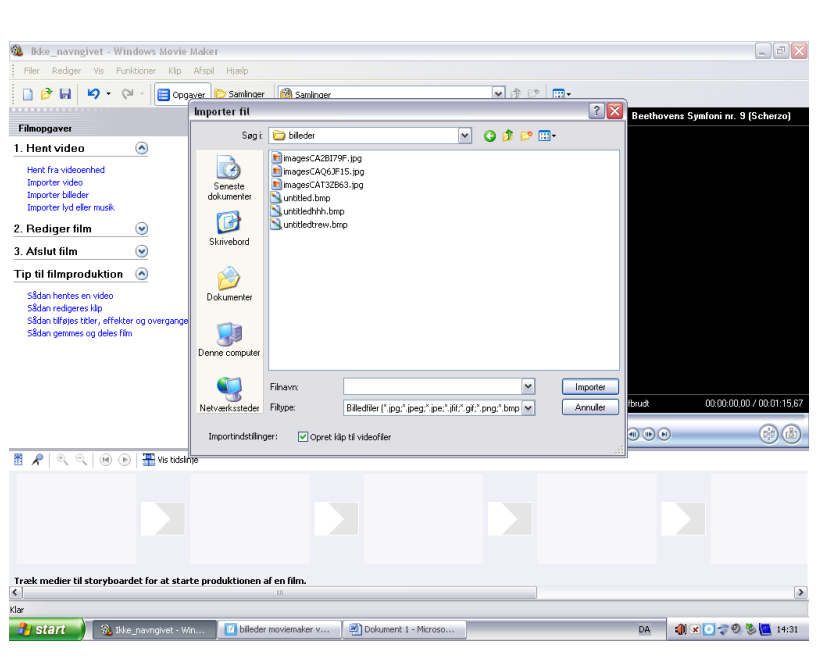 Ikke_navngivet - Windows Movie Maker
Filer Rediger Vis Funktioner Klip Afspil Hjælp
Opgaver Samlinger Samlinger
Importer fil
Beethovens Symfoni nr. 9 (Scherzo)
Filmopgaver
Søg i: billeder
1. Hent video
Hent fra videoenhed
Importer video
Importer billeder
Importer lyd eller musik
2. Rediger film
3. Afslut film
Tip til filmproduktion
Sådan hentes en video
Sådan redigeres klip
Sådan tilføjes titler, effekter og overgange
Sådan gemmes og deles film
Seneste
dokumenter
Skrivebord
Dokumenter
Denne computer
Netværkssteder
imagesCA2BI79F.jpg
imagesCAQ6JF15.jpg
imagesCAT3ZB63.jpg
untitled.bmp
untitledhhh.bmp
untitledtrew.bmp
Filnavn: Importer
Filtype: Billedfiler (*.jpg;*.jpeg;*.jpe;*.jfif;*.gif;*.png;*.bmp Annuller
Importindstillinger: Opret klip til videofiler
fbrudt 00:00:00,00 / 00:01:15,67
Vis tidslinje
Træk medier til storyboardet for at starte produktionen af en film.
Klar
start Ikke_navngivet - Win... billeder moviemaker v... Dokument 1 - Microso... DA 14:31